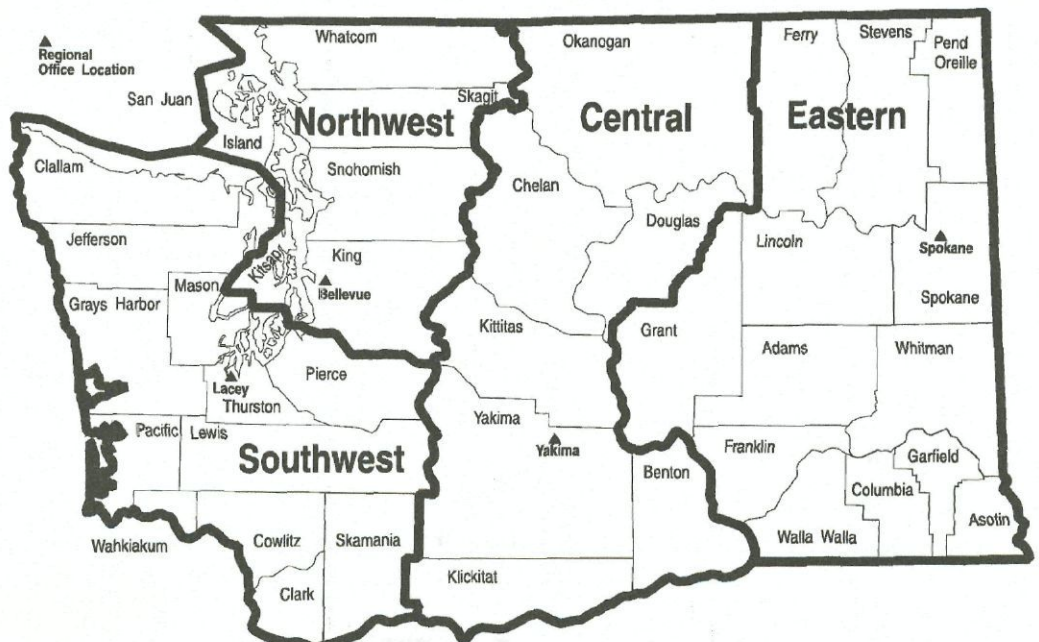 Whatcom
Okanogan
Ferry
Stevens
Pend
Oreille
Regional
Office Location
San Juan
Skagit
Northwest
Central
Eastern
Island
Clallam
Snohomish
Chelan
Douglas
Jefferson
King
Lincoln
Spokane
Kitsap
Mason
Bellevue
Grays Harbor
Kittitas
Grant
Spokane
Adams
Whitman
Pierce
Lacey
Thurston
Yakima
Yakima
Pacific
Lewis
Southwest
Benton
Franklin
Garfield
Columbia
Asotin
Walla Walla
Wahkiakum
Cowlitz
Skamania
Klickitat
Clark